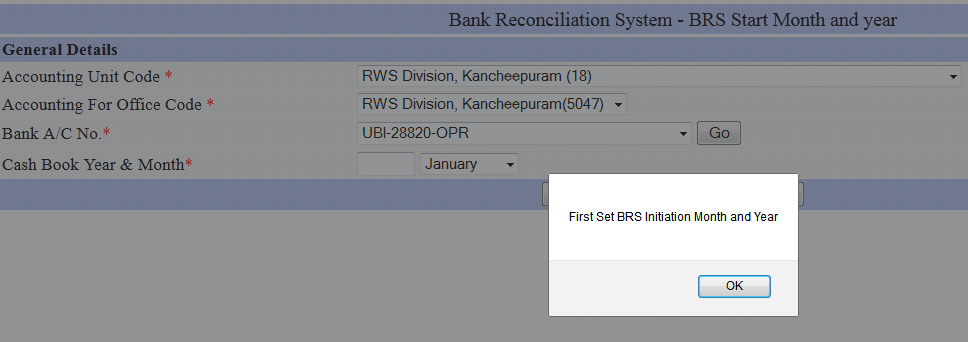 Bank Reconciliation System - BRS Start Month and year
General Details
Accounting Unit Code * RWS Division, Kancheepuram (18)
Accounting For Office Code * RWS Division, Kancheepuram(5047)
Bank A/C No.* UBI-28820-OPR Go
Cash Book Year & Month* January
First Set BRS Initiation Month and Year
OK